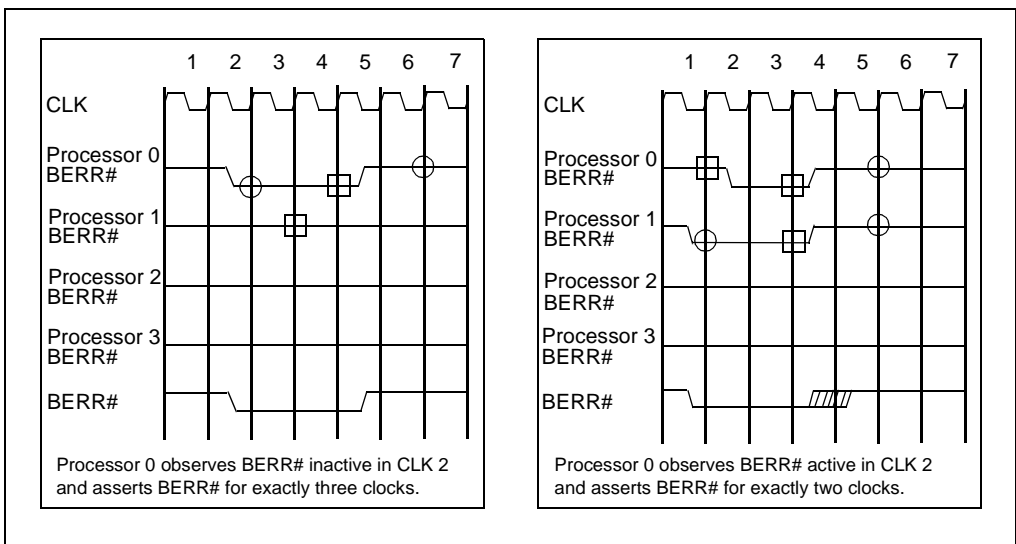 1 2 3 4 5 6 7
CLK
Processor 0
BERR#
Processor 1
BERR#
Processor 2
BERR#
Processor 3
BERR#
BERR#
Processor 0 observes BERR# inactive in CLK 2
and asserts BERR# for exactly three clocks.
1 2 3 4 5 6 7
CLK
Processor 0
BERR#
Processor 1
BERR#
Processor 2
BERR#
Processor 3
BERR#
BERR#
Processor 0 observes BERR# active in CLK 2
and asserts BERR# for exactly two clocks.